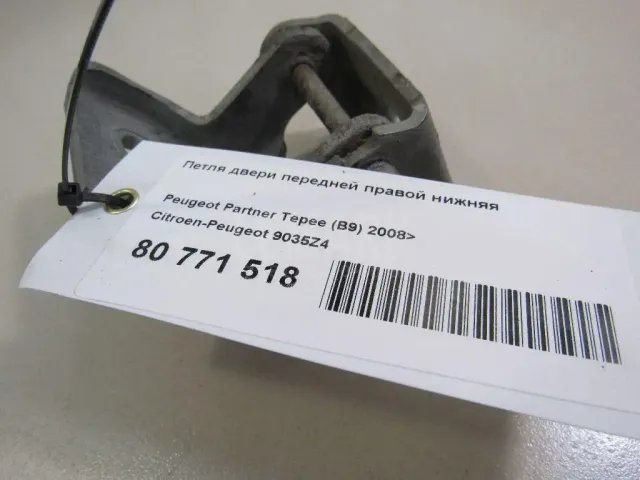 Петля двери передней правой нижняя
Peugeot Partner Tepee (B9) 2008>
Citroen-Peugeot 9035Z4
80 771 518